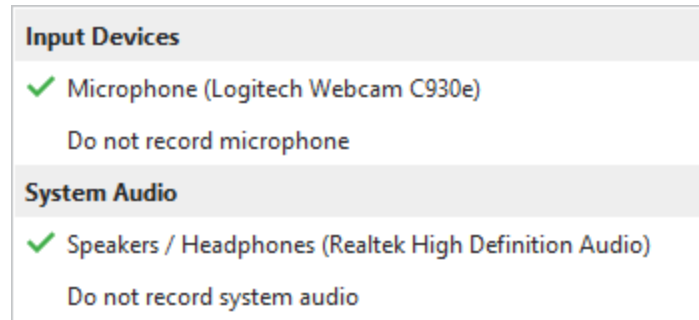 Input Devices
Microphone (Logitech Webcam C930e)
Do not record microphone
System Audio
Speakers / Headphones (Realtek High Definition Audio)
Do not record system audio